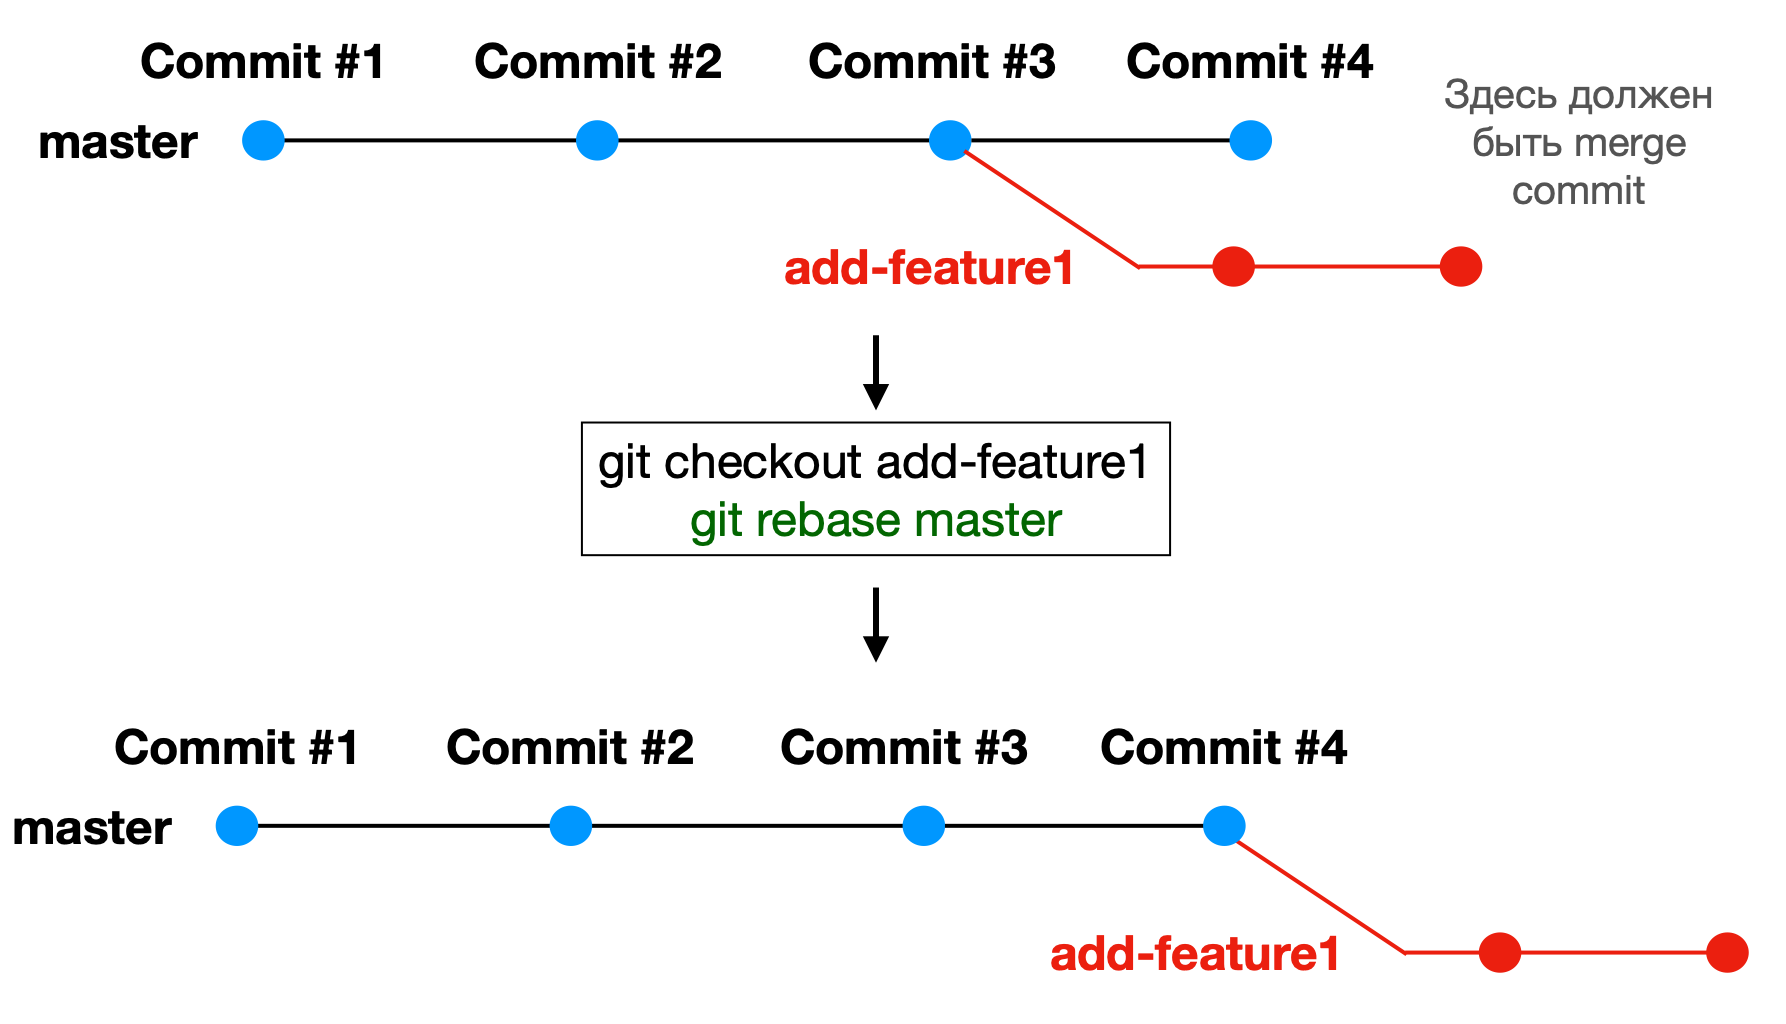 Commit #1 Commit #2 Commit #3 Commit #4
Здесь должен
быть merge
commit
master
add-feature1
git checkout add-feature1
git rebase master
Commit #1 Commit #2 Commit #3 Commit #4
master
add-feature1